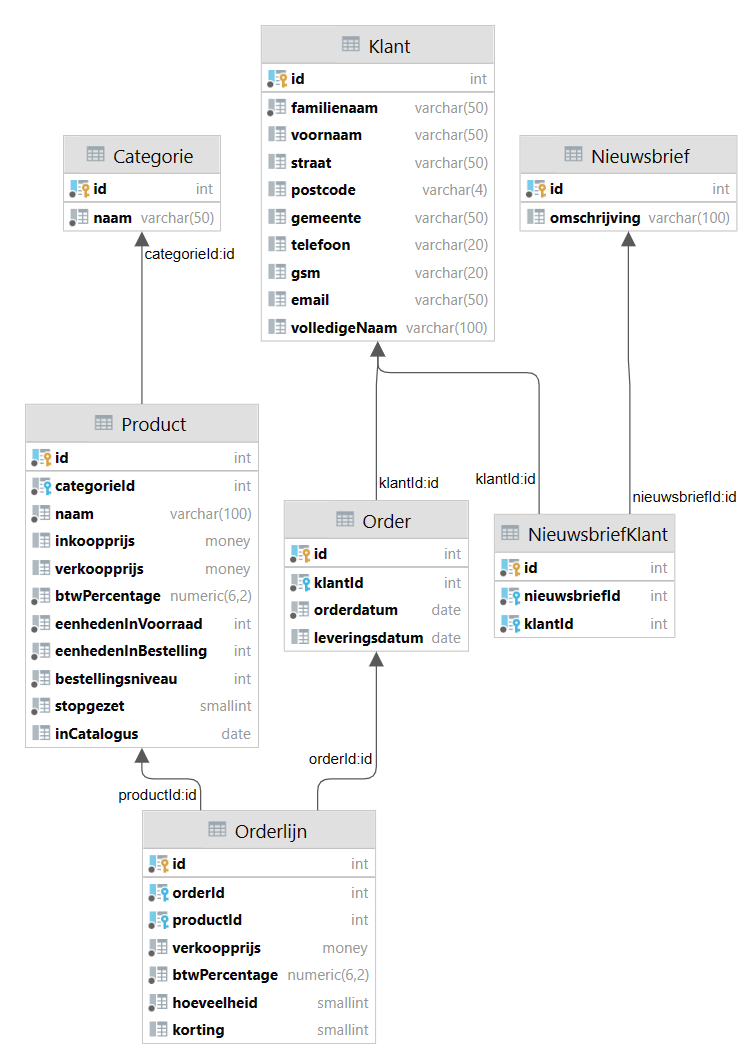 Klant
id int
familienaam varchar(50)
voornaam varchar(50)
straat varchar(50)
postcode varchar(4)
gemeente varchar(50)
telefoon varchar(20)
gsm varchar(20)
email varchar(50)
volledigeNaam varchar(100)
Categorie
id int
naam varchar(50)
Nieuwsbrief
id int
omschrijving varchar(100)
categorieId:id
Product
id int
categorieId int
naam varchar(100)
inkoopprijs money
verkoopprijs money
btwPercentage numeric(6,2)
eenhedenInVoorraad int
eenhedenInBestelling int
bestellingsniveau int
stopgezet smallint
inCatalogus date
klantId:id
klantId:id
nieuwsbriefId:id
Order
id int
klantId int
orderdatum date
leveringsdatum date
NieuwsbriefKlant
id int
nieuwsbriefId int
klantId int
orderId:id
productId:id
Orderlijn
id int
orderId int
productId int
verkoopprijs money
btwPercentage numeric(6,2)
hoeveelheid smallint
korting smallint